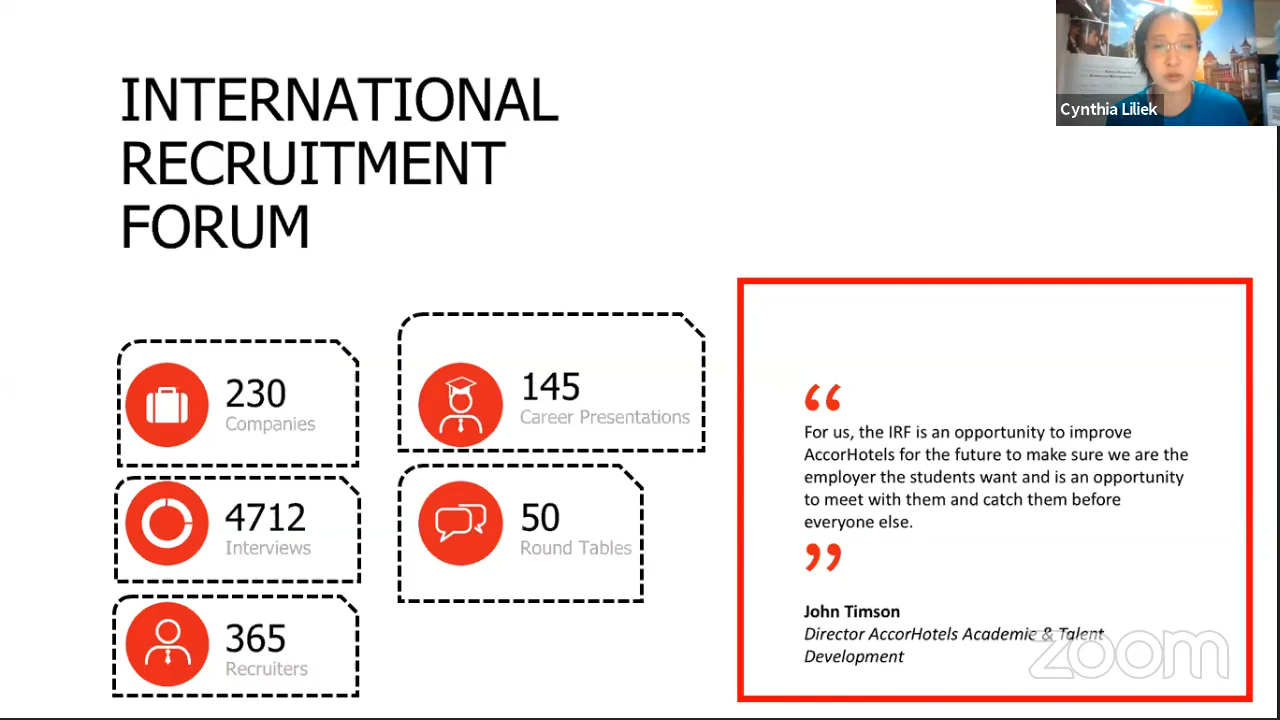 INTERNATIONAL
RECRUITMENT
FORUM
Cynthia Liliek
230
Companies
4712
Interviews
365
Recruiters
145
Career Presentations
50
Round Tables
“
For us, the IRF is an opportunity to improve
AccorHotels for the future to make sure we are the
employer the students want and is an opportunity
to meet with them and catch them before
everyone else.
”
John Timson
Director AccorHotels Academie & Talent
Development
zoom